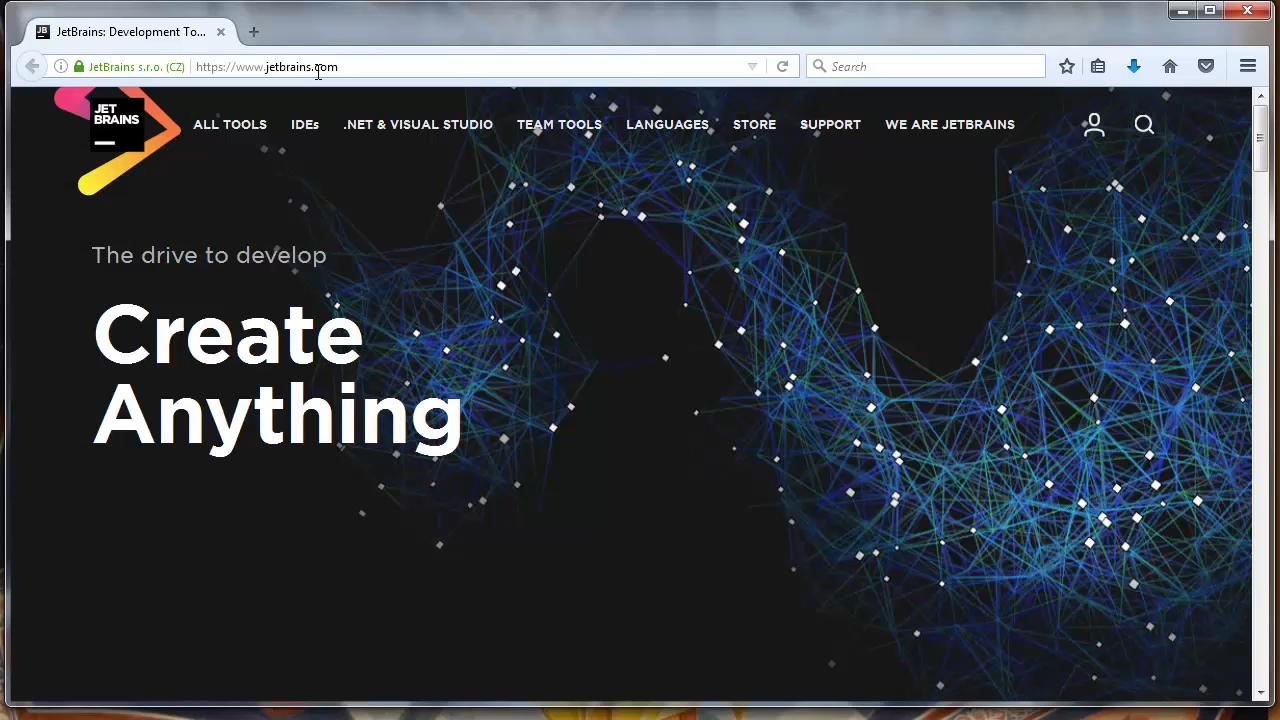 JetBrains: Development To...
JetBrains s.r.o. (CZ) https://www.jetbrains.com
Search
JET
BRAINS
ALL TOOLS IDEs .NET & VISUAL STUDIO TEAM TOOLS LANGUAGES STORE SUPPORT WE ARE JETBRAINS
The drive to develop
Create
Anything